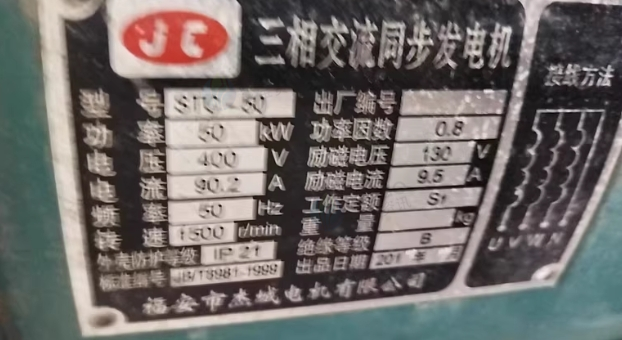 JC
三相交流同步发电机
接线方法
型号 STC-50 出厂编号
功率 50 kW 功率因数 0.8
电压 400 V 励磁电压 130 V
电流 90.2 A 励磁电流 9.5 A
频率 50 Hz 工作定额 S1
转速 1500 r/min 重量 kg
外壳防护等级 IP 21 绝缘等级 B
标准编号 GB/T8981-1999 出品日期 201 年 月
U V W N
福安市杰城电机有限公司